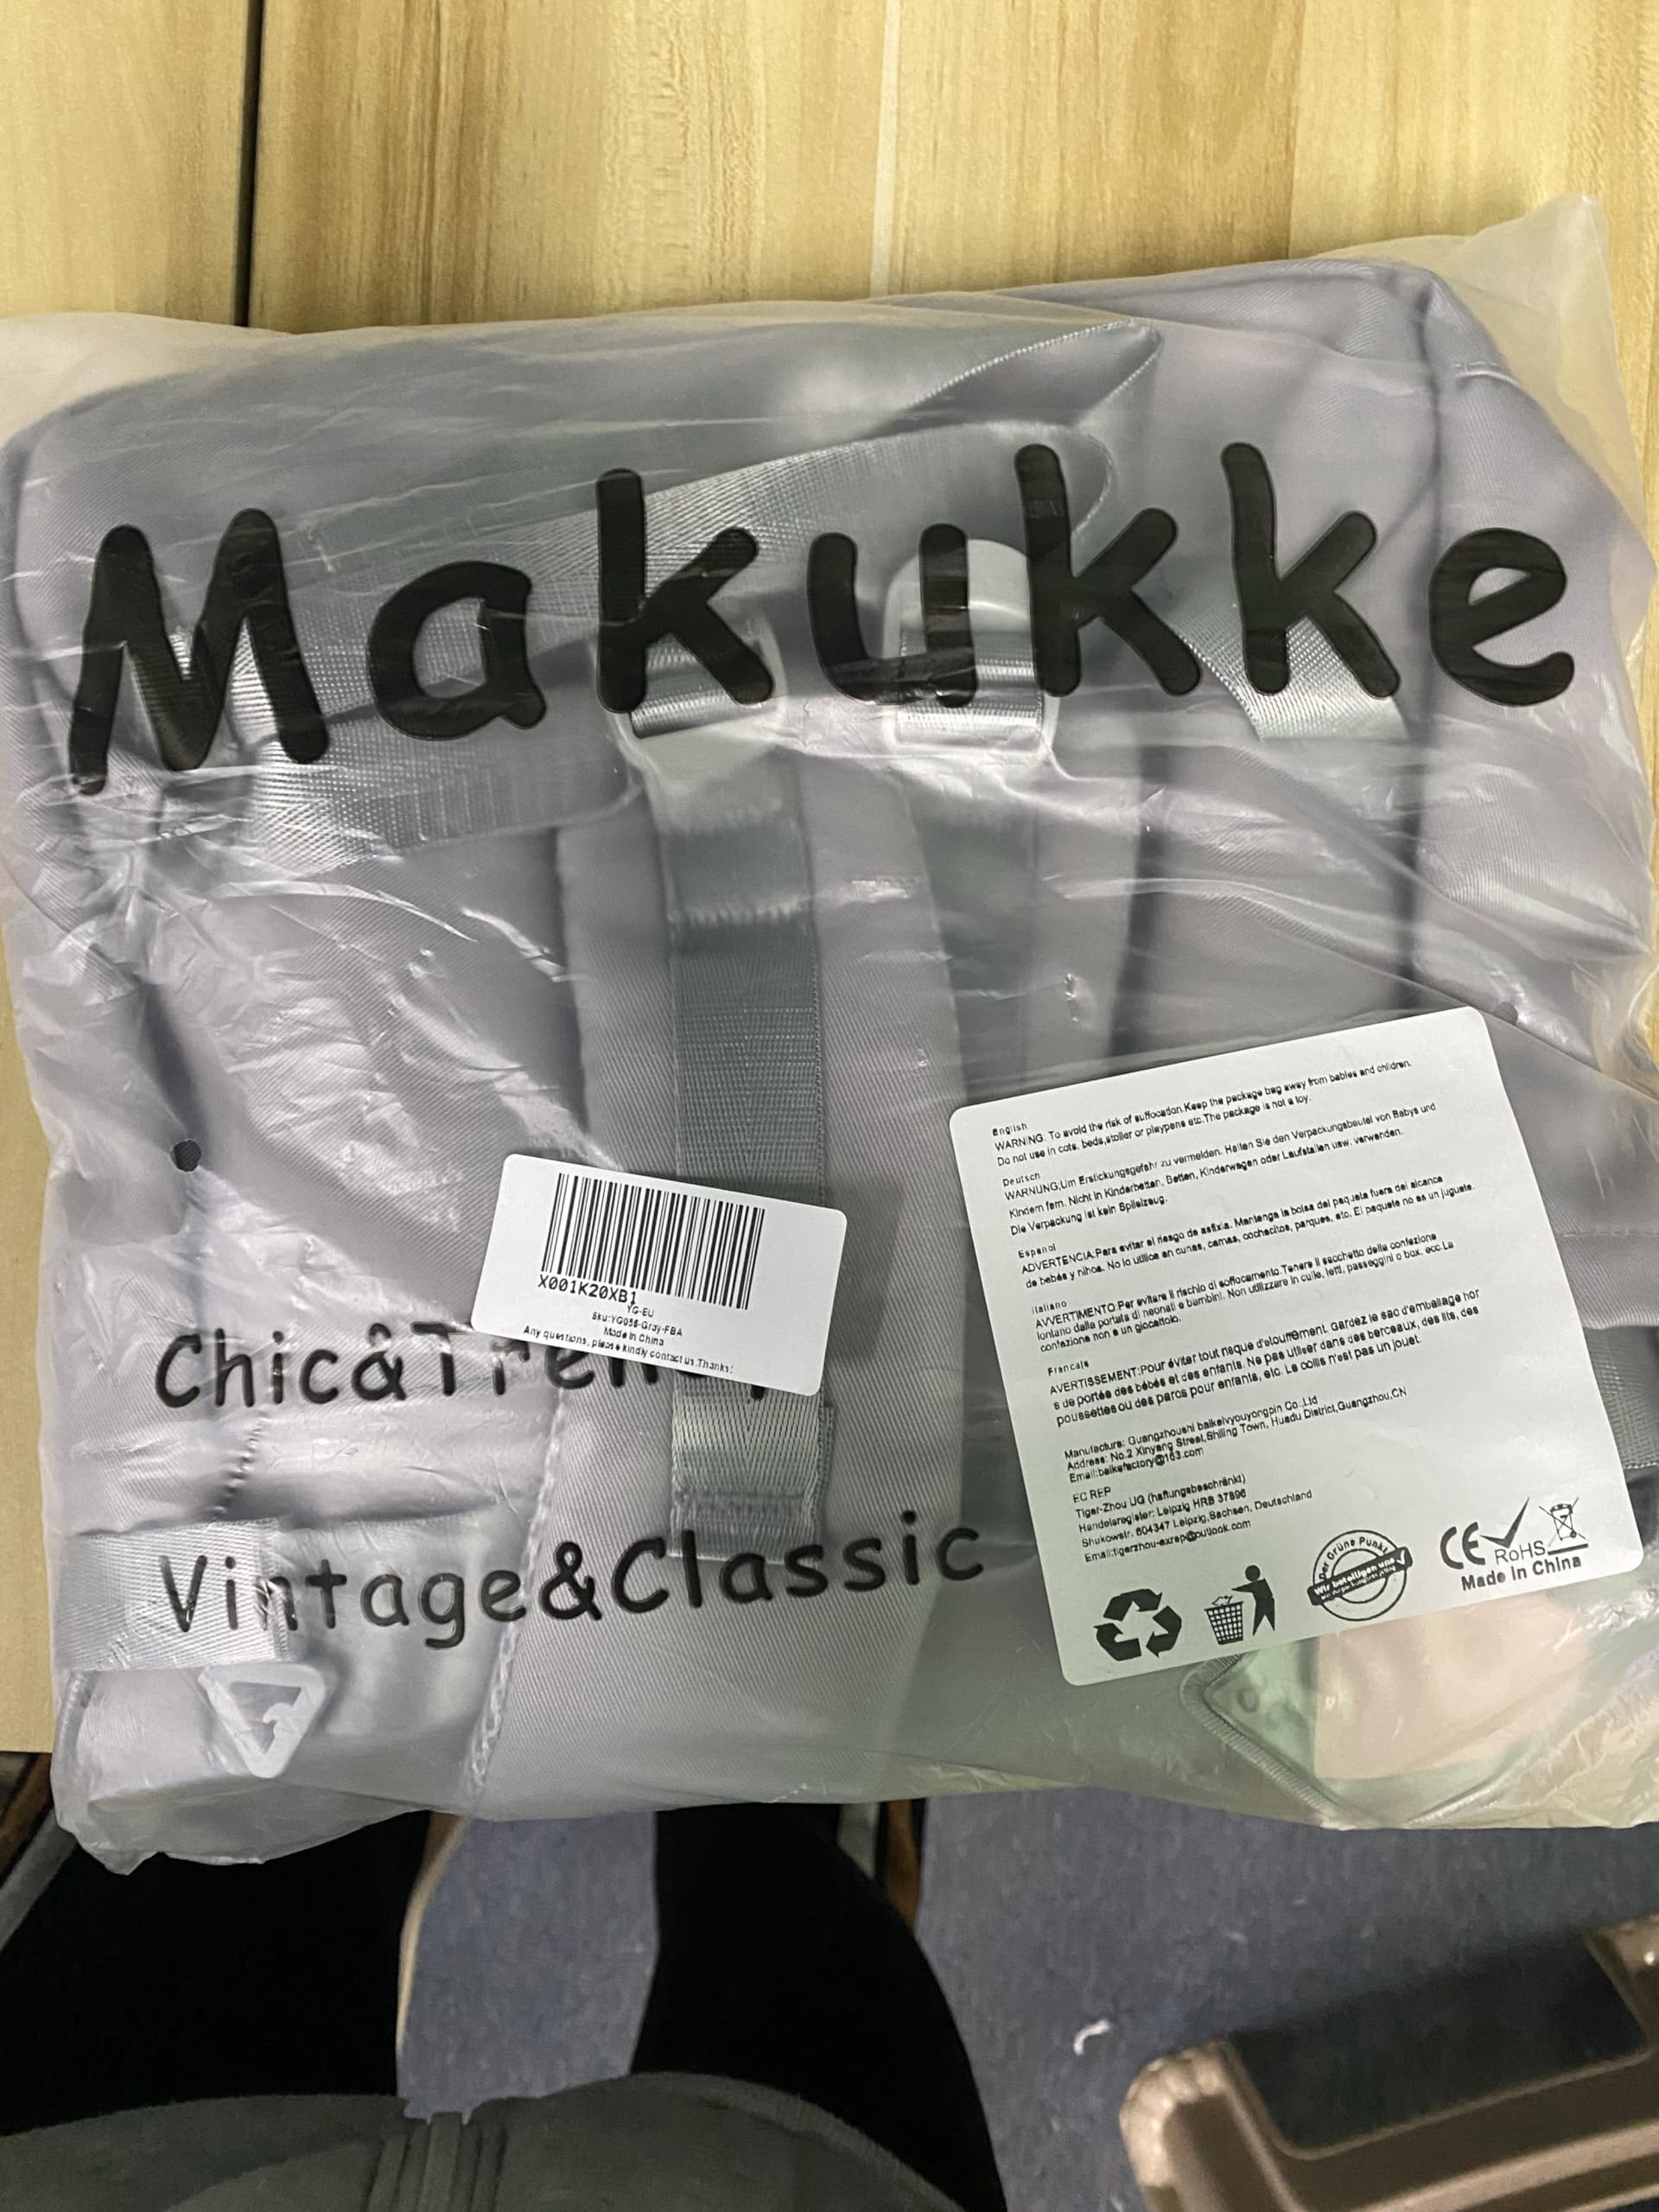 Makukke
X001K20XB1
YG-EU
Sku:YG056-Gray-FBA
Made In China
Any questions, please kindly contact us.Thanks!
Chic&Tren
Vintage&Classic
English
WARNING: To avoid the risk of suffocation.Keep the package bag away from babies and children.
Do not use in cots, beds,stoller or playpens etc.The package is not a toy.
Deutsch
WARNUNG,Um Erstickungsgefahr zu vermeiden. Halten Sie den Verpackungsbeutel von Babys und
Kindern fern. Nicht in Kinderbetten, Betten, Kinderwagen oder Laufstallen usw. verwenden.
Die Verpackung ist kein Spilelzeug.
Espanol
ADVERTENCIA.Para evitar el riesgo de asfixia. Mantenga la bolsa del paquete fuera del alcance
de bebés y niños. No lo utilice en cunas, camas, cochecitos, parques, etc. El paquete no es un juguete.
Italiano
AVVERTIMENTO:Per evitare il rischio di soffocamento.Tenere il sacchetto della confezione
lontano dalla portata di neonati e bambini. Non utilizzare in culle, letti, passeggini o box. ecc.La
confezione non e un giocattolo.
Francais
AVERTISSEMENT:Pour éviter tout risque d'étouffement. Gardez le sac d'emballage hor
s de portée des bébés et des enfants. Ne pas utiliser dans des berceaux, des lits, des
poussettes ou des parcs pour enfants, etc. Le colis n'est pas un jouet.
Manufacture: Guangzhoushi baikeivyouyongpin Co.,Ltd
Address: No.2 Xinyang Street,Shiling Town, Huadu District,Guangzhou,CN
Email:baikefactory@163.com
EC REP
Tiger-Zhou UG (haftungsbeschränkt)
Handelsregister: Leipzig HRB 37896
Shukowstr. 604347 Leipzig,Sachsen, Deutschland
Email:tigerzhou-exrep@outlook.com
Der Grüne Punkt
Wir beteiligen uns
CE RoHS
Made In China